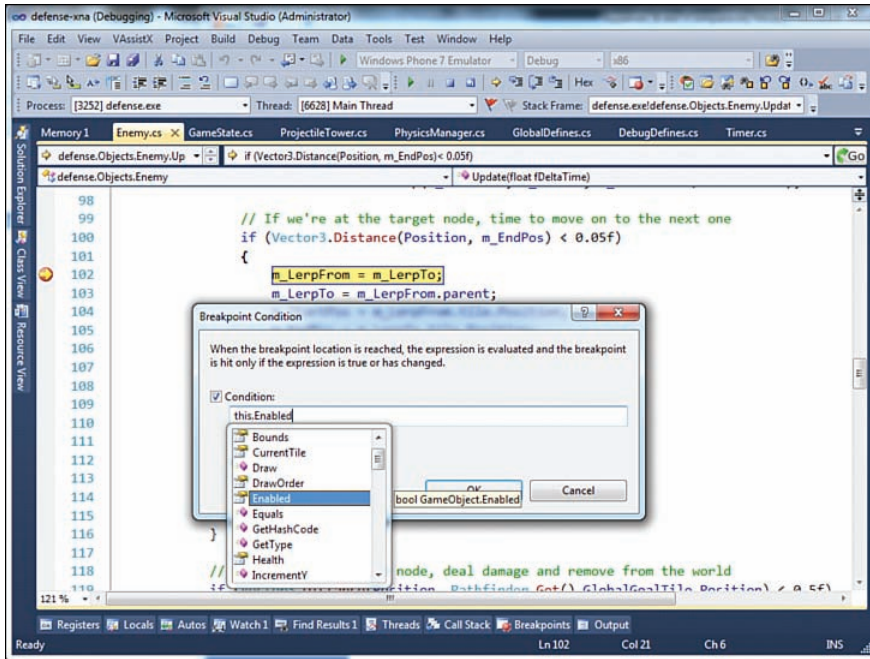 defense-xna (Debugging) - Microsoft Visual Studio (Administrator)
File Edit View VAssistX Project Build Debug Team Data Tools Test Window Help
Windows Phone 7 Emulator Debug x86
Hex
Process: [3252] defense.exe Thread: [6628] Main Thread Stack Frame: defense.exe!defense.Objects.Enemy.Updat
Solution Explorer
Class View
Resource View
Memory 1 Enemy.cs X GameState.cs ProjectileTower.cs PhysicsManager.cs GlobalDefines.cs DebugDefines.cs Timer.cs
defense.Objects.Enemy.Up if (Vector3.Distance(Position, m_EndPos)< 0.05f) Go
defense.Objects.Enemy Update(float fDeltaTime)
98
99 // If we're at the target node, time to move on to the next one
100 if (Vector3.Distance(Position, m_EndPos) < 0.05f)
101 {
102 m_LerpFrom = m_LerpTo;
103 m_LerpTo = m_LerpFrom.parent;
104
105
106
107
108
109
110
111
112
113
114
115
116 }
117
118 // node, deal damage and remove from the world
119
Breakpoint Condition
When the breakpoint location is reached, the expression is evaluated and the breakpoint
is hit only if the expression is true or has changed.
Condition:
this.Enabled
Bounds
CurrentTile
Draw
DrawOrder
Enabled
Equals
GetHashCode
GetType
Health
IncrementY
bool GameObject.Enabled
OK
Cancel
121 %
Registers Locals Autos Watch 1 Find Results 1 Threads Call Stack Breakpoints Output
Ready Ln 102 Col 21 Ch 6 INS